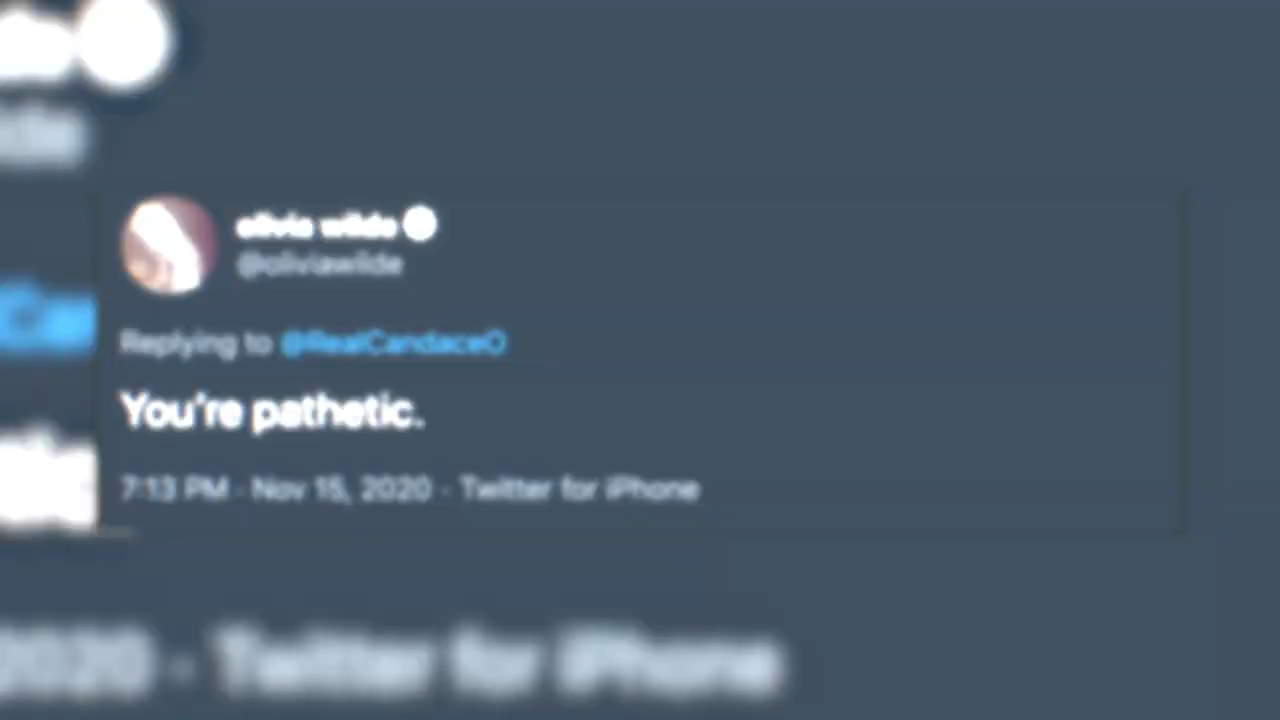 olivia wilde
@oliviawilde
Replying to @RealCandaceO
You're pathetic.
7:13 PM · Nov 15, 2020 · Twitter for iPhone
2020 · Twitter for iPhone